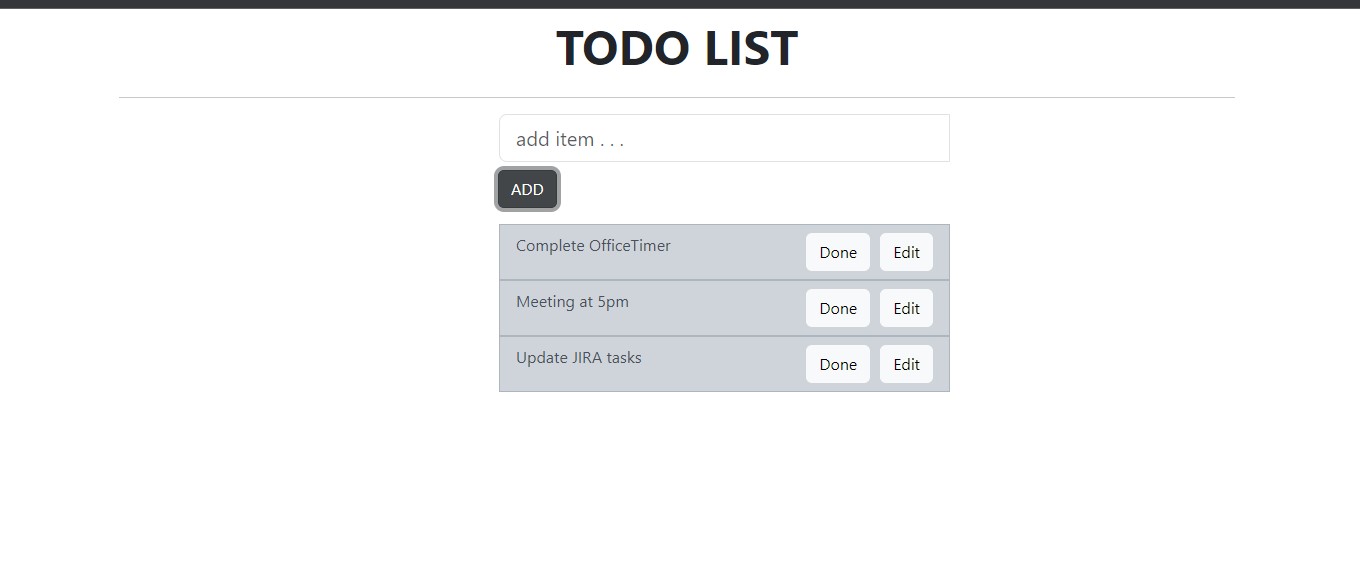 TODO LIST
add item . . .
ADD
Complete OfficeTimer Done Edit
Meeting at 5pm Done Edit
Update JIRA tasks Done Edit